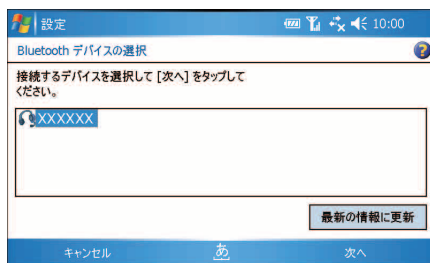 設定 10:00
Bluetooth デバイスの選択
接続するデバイスを選択して [次へ] をタップして
ください。
XXXXXX
最新の情報に更新
キャンセル あ 次へ